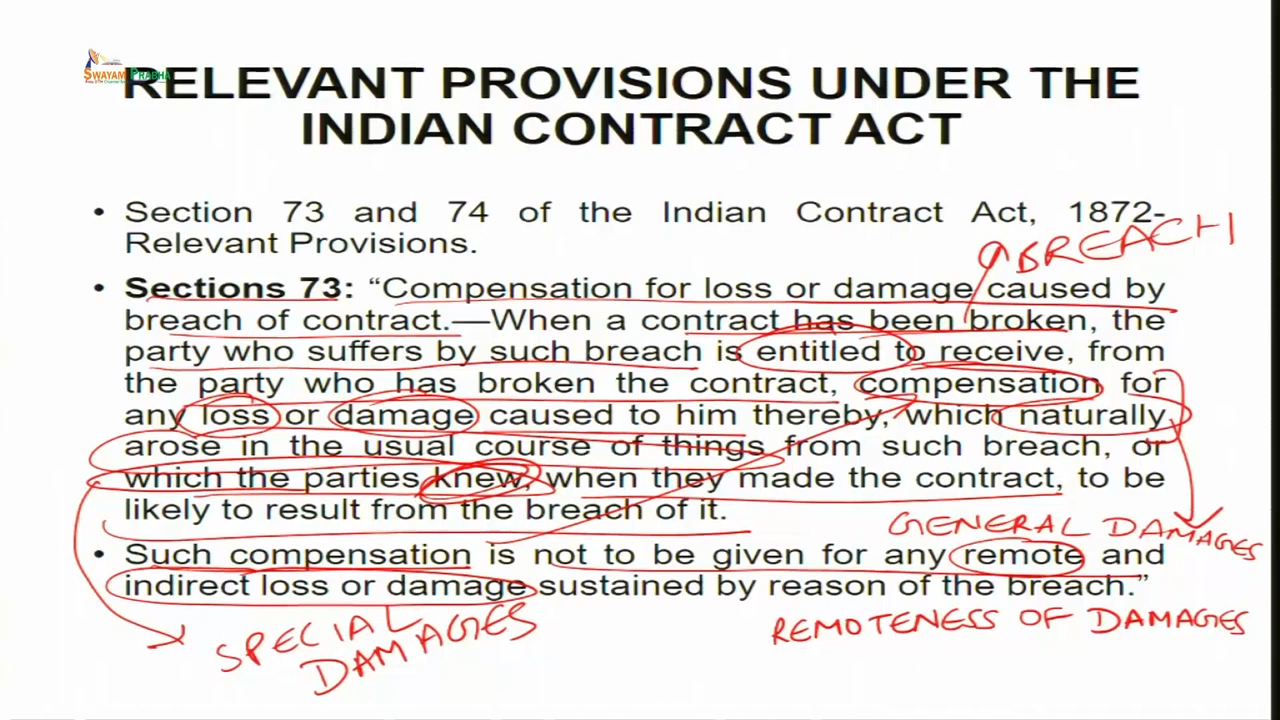 SWAYAM PRABHA
RELEVANT PROVISIONS UNDER THE
INDIAN CONTRACT ACT
• Section 73 and 74 of the Indian Contract Act, 1872-
Relevant Provisions.
BREACH
• Sections 73: “Compensation for loss or damage caused by
breach of contract.—When a contract has been broken, the
party who suffers by such breach is entitled to receive, from
the party who has broken the contract, compensation for
any loss or damage caused to him thereby, which naturally
arose in the usual course of things from such breach, or
which the parties knew, when they made the contract, to be
likely to result from the breach of it.
GENERAL DAMAGES
• Such compensation is not to be given for any remote and
indirect loss or damage sustained by reason of the breach.”
SPECIAL
DAMAGES
REMOTENESS OF DAMAGES